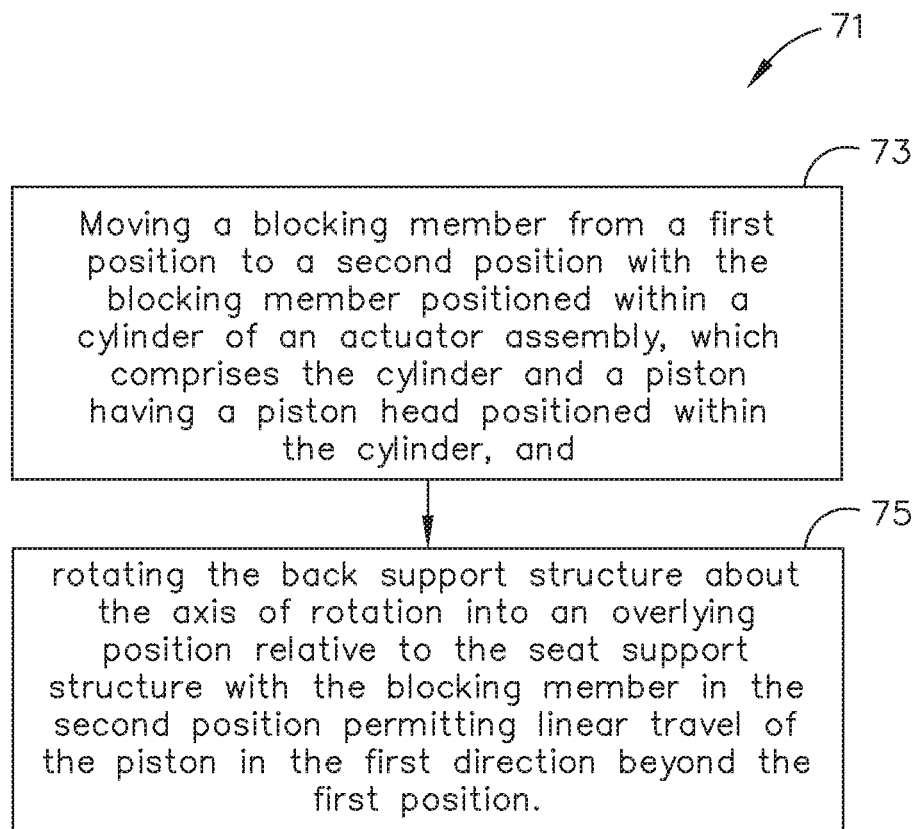 71
73
Moving a blocking member from a first
position to a second position with the
blocking member positioned within a
cylinder of an actuator assembly, which
comprises the cylinder and a piston
having a piston head positioned within
the cylinder, and
75
rotating the back support structure about
the axis of rotation into an overlying
position relative to the seat support
structure with the blocking member in the
second position permitting linear travel of
the piston in the first direction beyond the
first position.